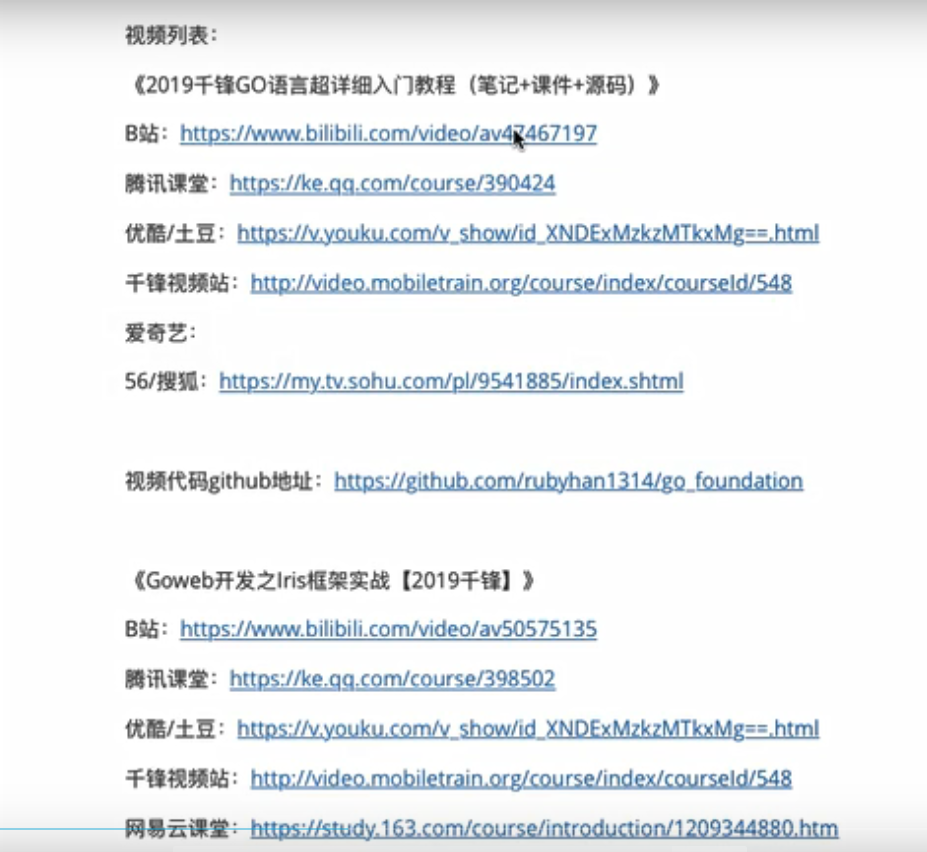 视频列表：
《2019千锋GO语言超详细入门教程（笔记+课件+源码）》
B站：https://www.bilibili.com/video/av47467197
腾讯课堂：https://ke.qq.com/course/390424
优酷/土豆：https://v.youku.com/v_show/id_XNDExMzkzMTkxMg==.html
千锋视频站：http://video.mobiletrain.org/course/index/courseId/548
爱奇艺：
56/搜狐：https://my.tv.sohu.com/pl/9541885/index.shtml
视频代码github地址：https://github.com/rubyhan1314/go_foundation
《Goweb开发之Iris框架实战【2019千锋】》
B站：https://www.bilibili.com/video/av50575135
腾讯课堂：https://ke.qq.com/course/398502
优酷/土豆：https://v.youku.com/v_show/id_XNDExMzkzMTkxMg==.html
千锋视频站：http://video.mobiletrain.org/course/index/courseId/548
网易云课堂：https://study.163.com/course/introduction/1209344880.htm